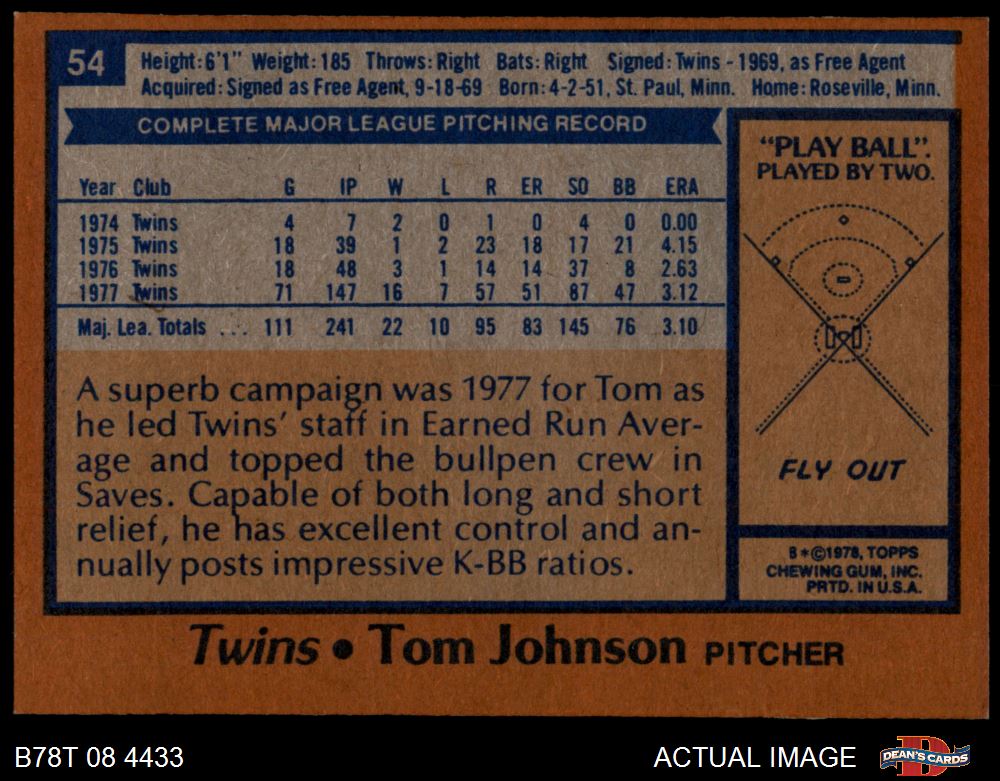 54
Height: 6'1" Weight: 185 Throws: Right Bats: Right Signed: Twins - 1969, as Free Agent
Acquired: Signed as Free Agent, 9-18-69 Born: 4-2-51, St. Paul, Minn. Home: Roseville, Minn.
COMPLETE MAJOR LEAGUE PITCHING RECORD
Year Club G IP W L R ER SO BB ERA
1974 Twins 4 7 2 0 1 0 4 0 0.00
1975 Twins 18 39 1 2 23 18 17 21 4.15
1976 Twins 18 48 3 1 14 14 37 8 2.63
1977 Twins 71 147 16 7 57 51 87 47 3.12
Maj. Lea. Totals ... 111 241 22 10 95 83 145 76 3.10
A superb campaign was 1977 for Tom as
he led Twins' staff in Earned Run Aver-
age and topped the bullpen crew in
Saves. Capable of both long and short
relief, he has excellent control and an-
nually posts impressive K-BB ratios.
"PLAY BALL".
PLAYED BY TWO.
FLY OUT
B*©1978, TOPPS
CHEWING GUM, INC.
PRTD. IN U.S.A.
Twins • Tom Johnson PITCHER
B78T 08 4433
ACTUAL IMAGE
D
DEAN'S CARDS